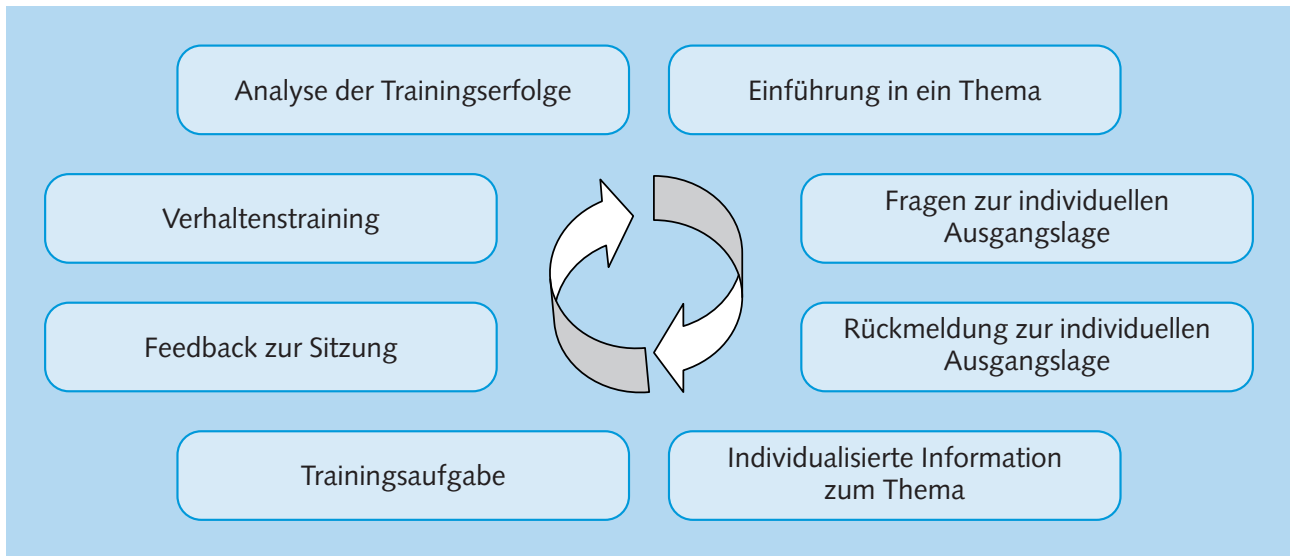 Analyse der Trainingserfolge
Einführung in ein Thema
Verhaltenstraining
Fragen zur individuellen
Ausgangslage
Feedback zur Sitzung
Rückmeldung zur individuellen
Ausgangslage
Trainingsaufgabe
Individualisierte Information
zum Thema